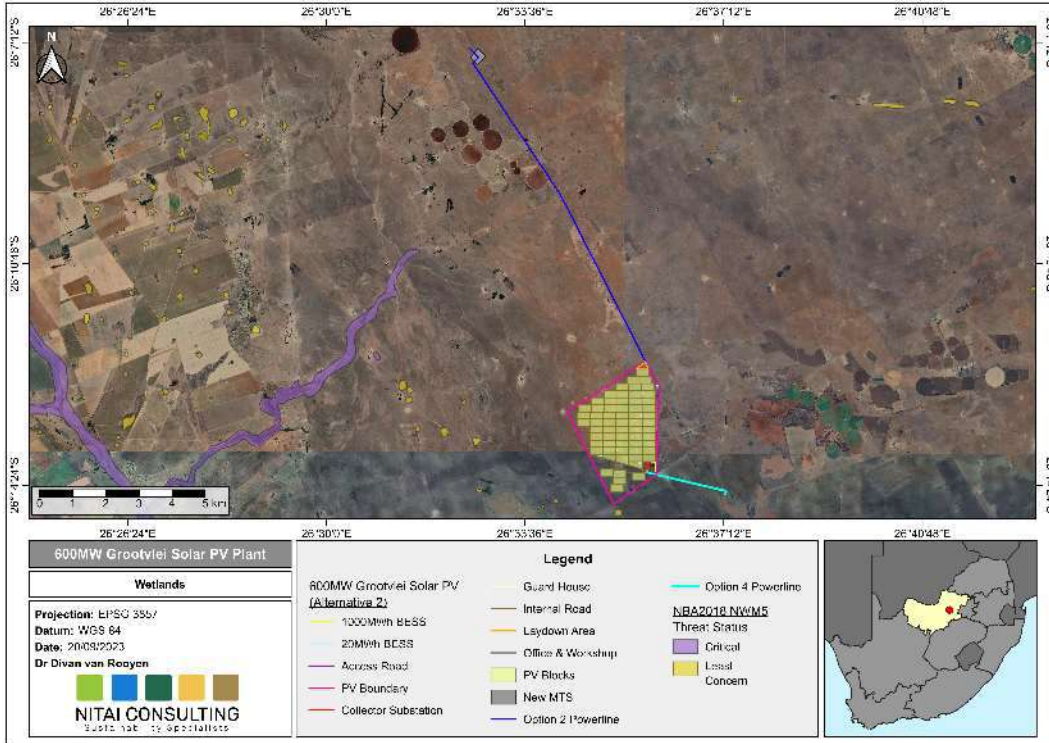 26°26'24"E 26°30'0"E 26°33'36"E 26°37'12"E 26°40'48"E
26°7'12"S
N
26°10'48"S
26°14'24"S
0 1 2 3 4 5 km
26°26'24"E 26°30'0"E 26°33'36"E 26°37'12"E 26°40'48"E
600MW Grootvlei Solar PV Plant
Wetlands
Projection: EPSG 3857
Datum: WGS 84
Date: 20/09/2023
Dr Divan van Rooyen
NITAI CONSULTING
Sustainability Specialists
Legend
600MW Grootvlei Solar PV
(Alternative 2)
1000MWh BESS
20MWh BESS
Access Road
PV Boundary
Collector Substation
Guard House
Internal Road
Laydown Area
Office & Workshop
PV Blocks
New MTS
Option 2 Powerline
Option 4 Powerline
NBA2018 NWM5
Threat Status
Critical
Least
Concern